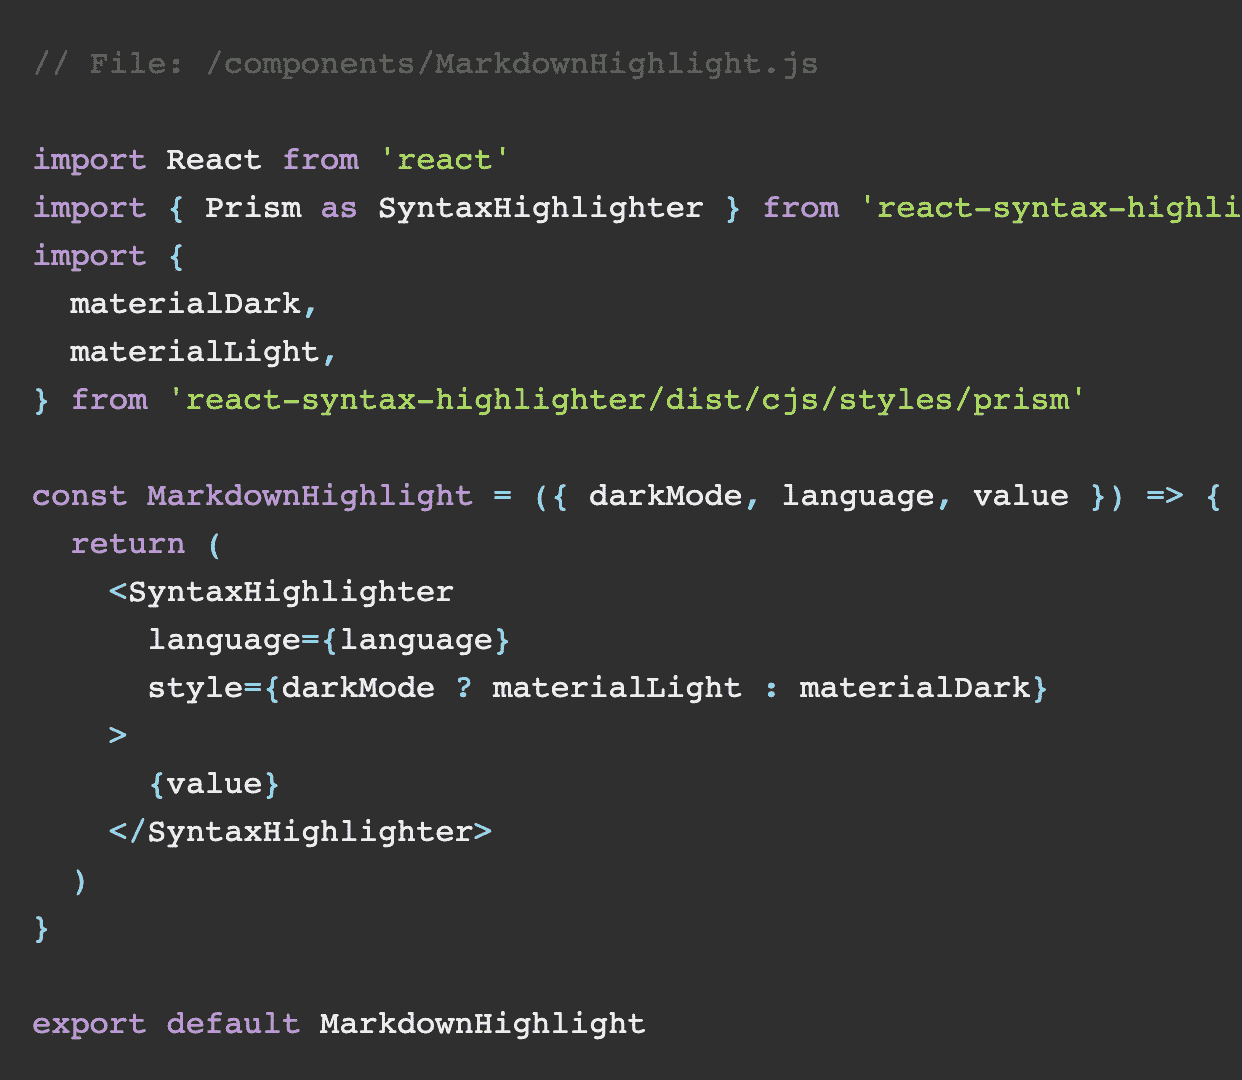 // File: /components/MarkdownHighlight.js
import React from 'react'
import { Prism as SyntaxHighlighter } from 'react-syntax-highli
import {
  materialDark,
  materialLight,
} from 'react-syntax-highlighter/dist/cjs/styles/prism'
const MarkdownHighlight = ({ darkMode, language, value }) => {
  return (
    <SyntaxHighlighter
      language={language}
      style={darkMode ? materialLight : materialDark}
    >
      {value}
    </SyntaxHighlighter>
  )
}
export default MarkdownHighlight